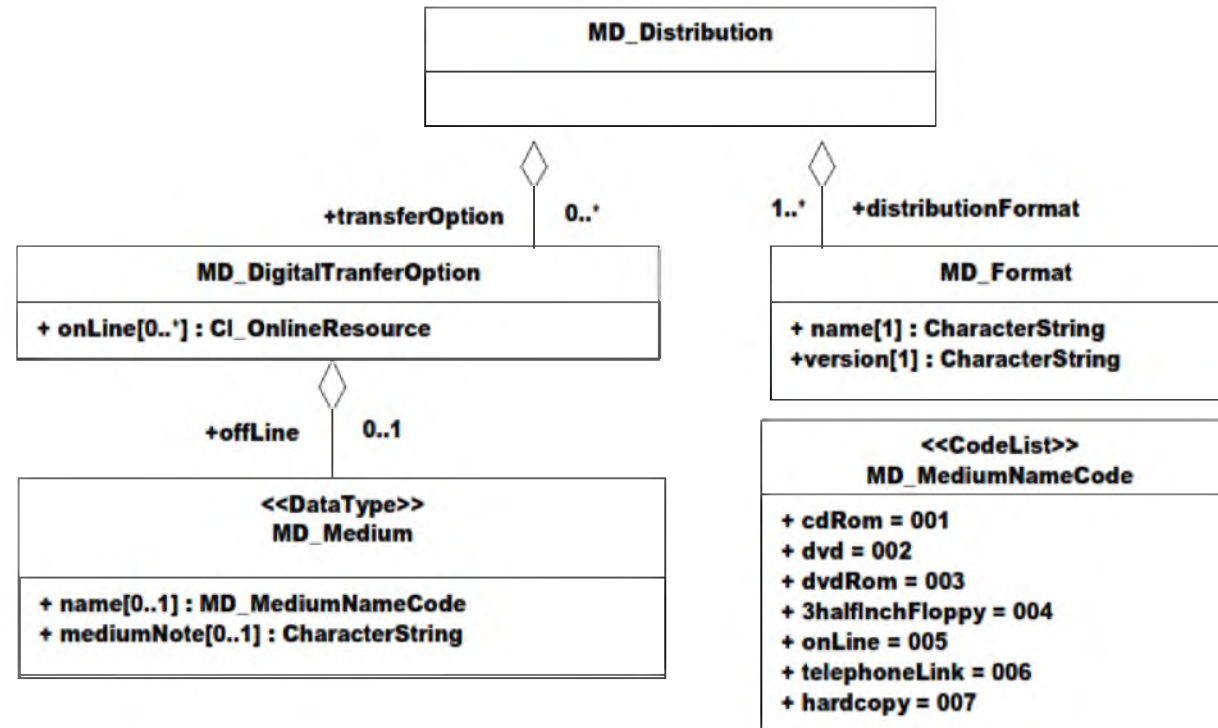 MD_Distribution
+transferOption
0..*
1..*
+distributionFormat
MD_DigitalTranferOption
+ onLine[0..*] : CI_OnlineResource
MD_Format
+ name[1] : CharacterString
+version[1] : CharacterString
+offLine
0..1
<<DataType>>
MD_Medium
+ name[0..1] : MD_MediumNameCode
+ mediumNote[0..1] : CharacterString
<<CodeList>>
MD_MediumNameCode
+ cdRom = 001
+ dvd = 002
+ dvdRom = 003
+ 3halfInchFloppy = 004
+ onLine = 005
+ telephoneLink = 006
+ hardcopy = 007